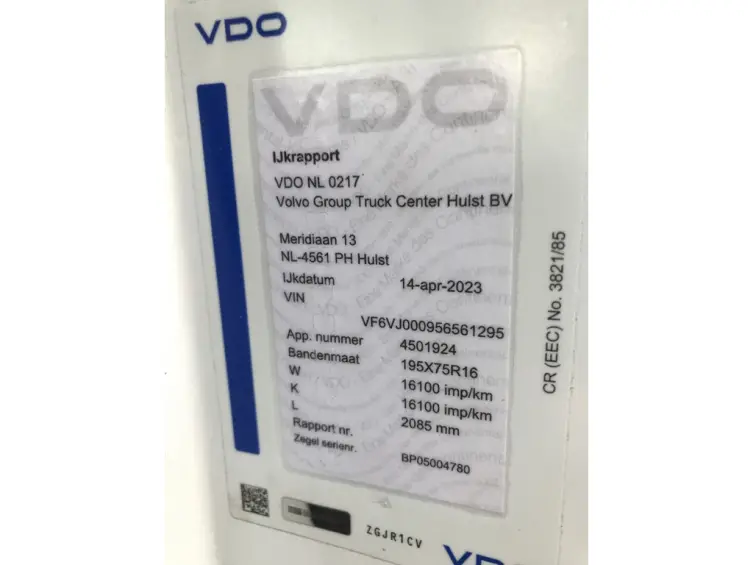 VDO
VDO
IJkrapport
VDO NL 0217
Volvo Group Truck Center Hulst BV
Meridiaan 13
NL-4561 PH Hulst
IJkdatum 14-apr-2023
VIN
VF6VJ000956561295
App. nummer 4501924
Bandenmaat 195X75R16
W 16100 imp/km
K 16100 imp/km
L 2085 mm
Rapport nr.
Zegel serienr. BP05004780
ZGJR1CV
VDO
CR (EEC) No. 3821/85